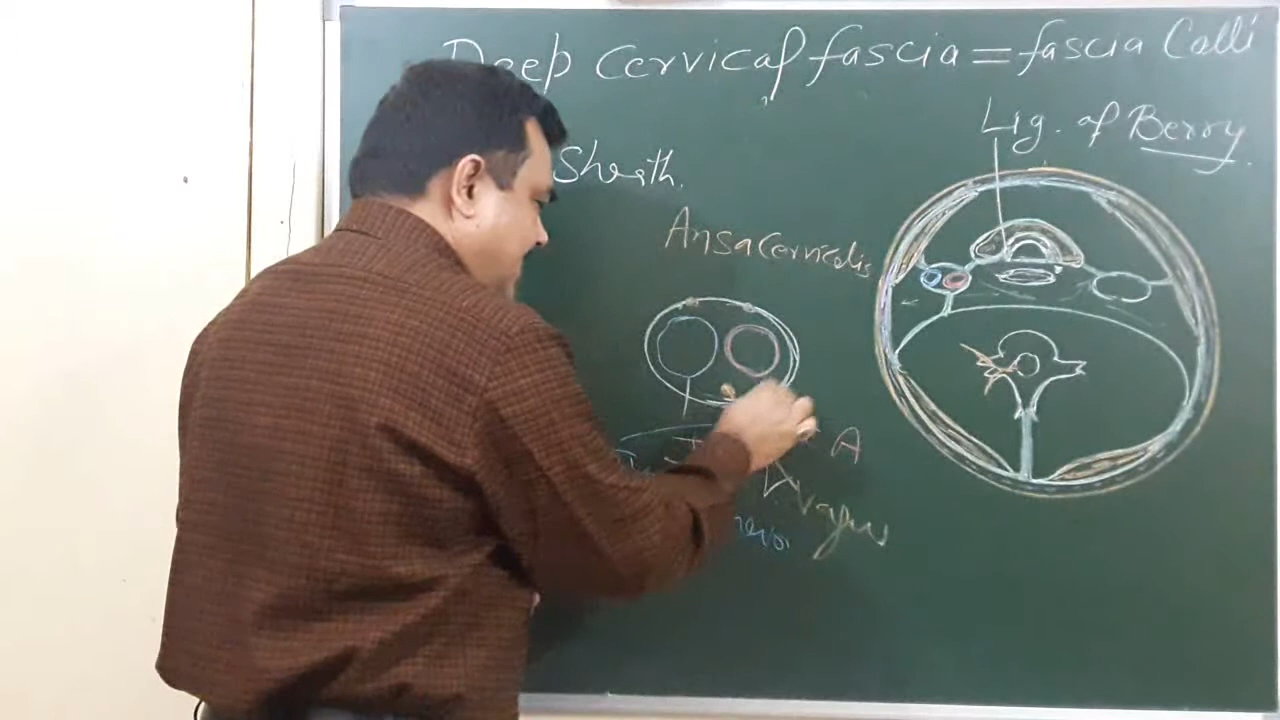 Deep Cervical fascia = fascia Colli
Lig. of Berry.
Sheath.
Ansa Cervicalis
A
Vagus